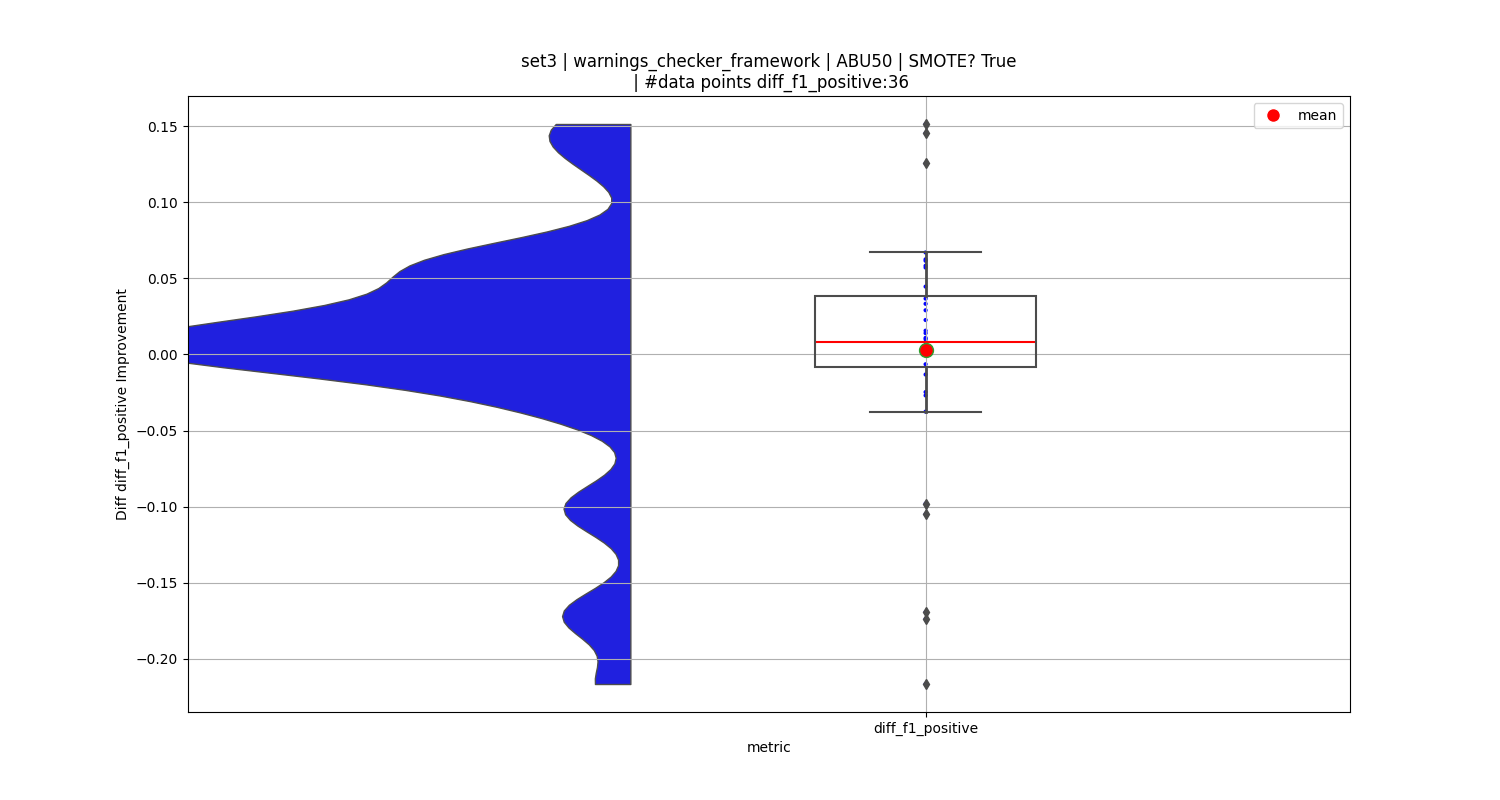 set3 | warnings_checker_framework | ABU50 | SMOTE? True
| #data points diff_f1_positive:36
mean
0.15
0.10
0.05
0.00
−0.05
−0.10
−0.15
−0.20
Diff diff_f1_positive Improvement
diff_f1_positive
metric